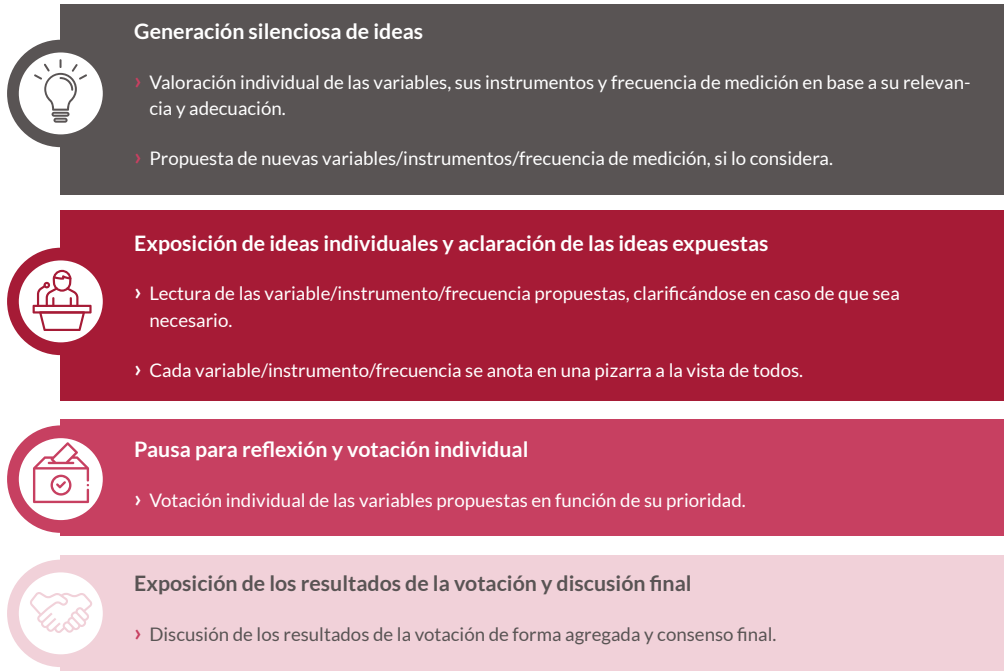 Generación silenciosa de ideas
› Valoración individual de las variables, sus instrumentos y frecuencia de medición en base a su relevan-
cia y adecuación.
› Propuesta de nuevas variables/instrumentos/frecuencia de medición, si lo considera.
Exposición de ideas individuales y aclaración de las ideas expuestas
› Lectura de las variable/instrumento/frecuencia propuestas, clarificándose en caso de que sea
necesario.
› Cada variable/instrumento/frecuencia se anota en una pizarra a la vista de todos.
Pausa para reflexión y votación individual
› Votación individual de las variables propuestas en función de su prioridad.
Exposición de los resultados de la votación y discusión final
› Discusión de los resultados de la votación de forma agregada y consenso final.